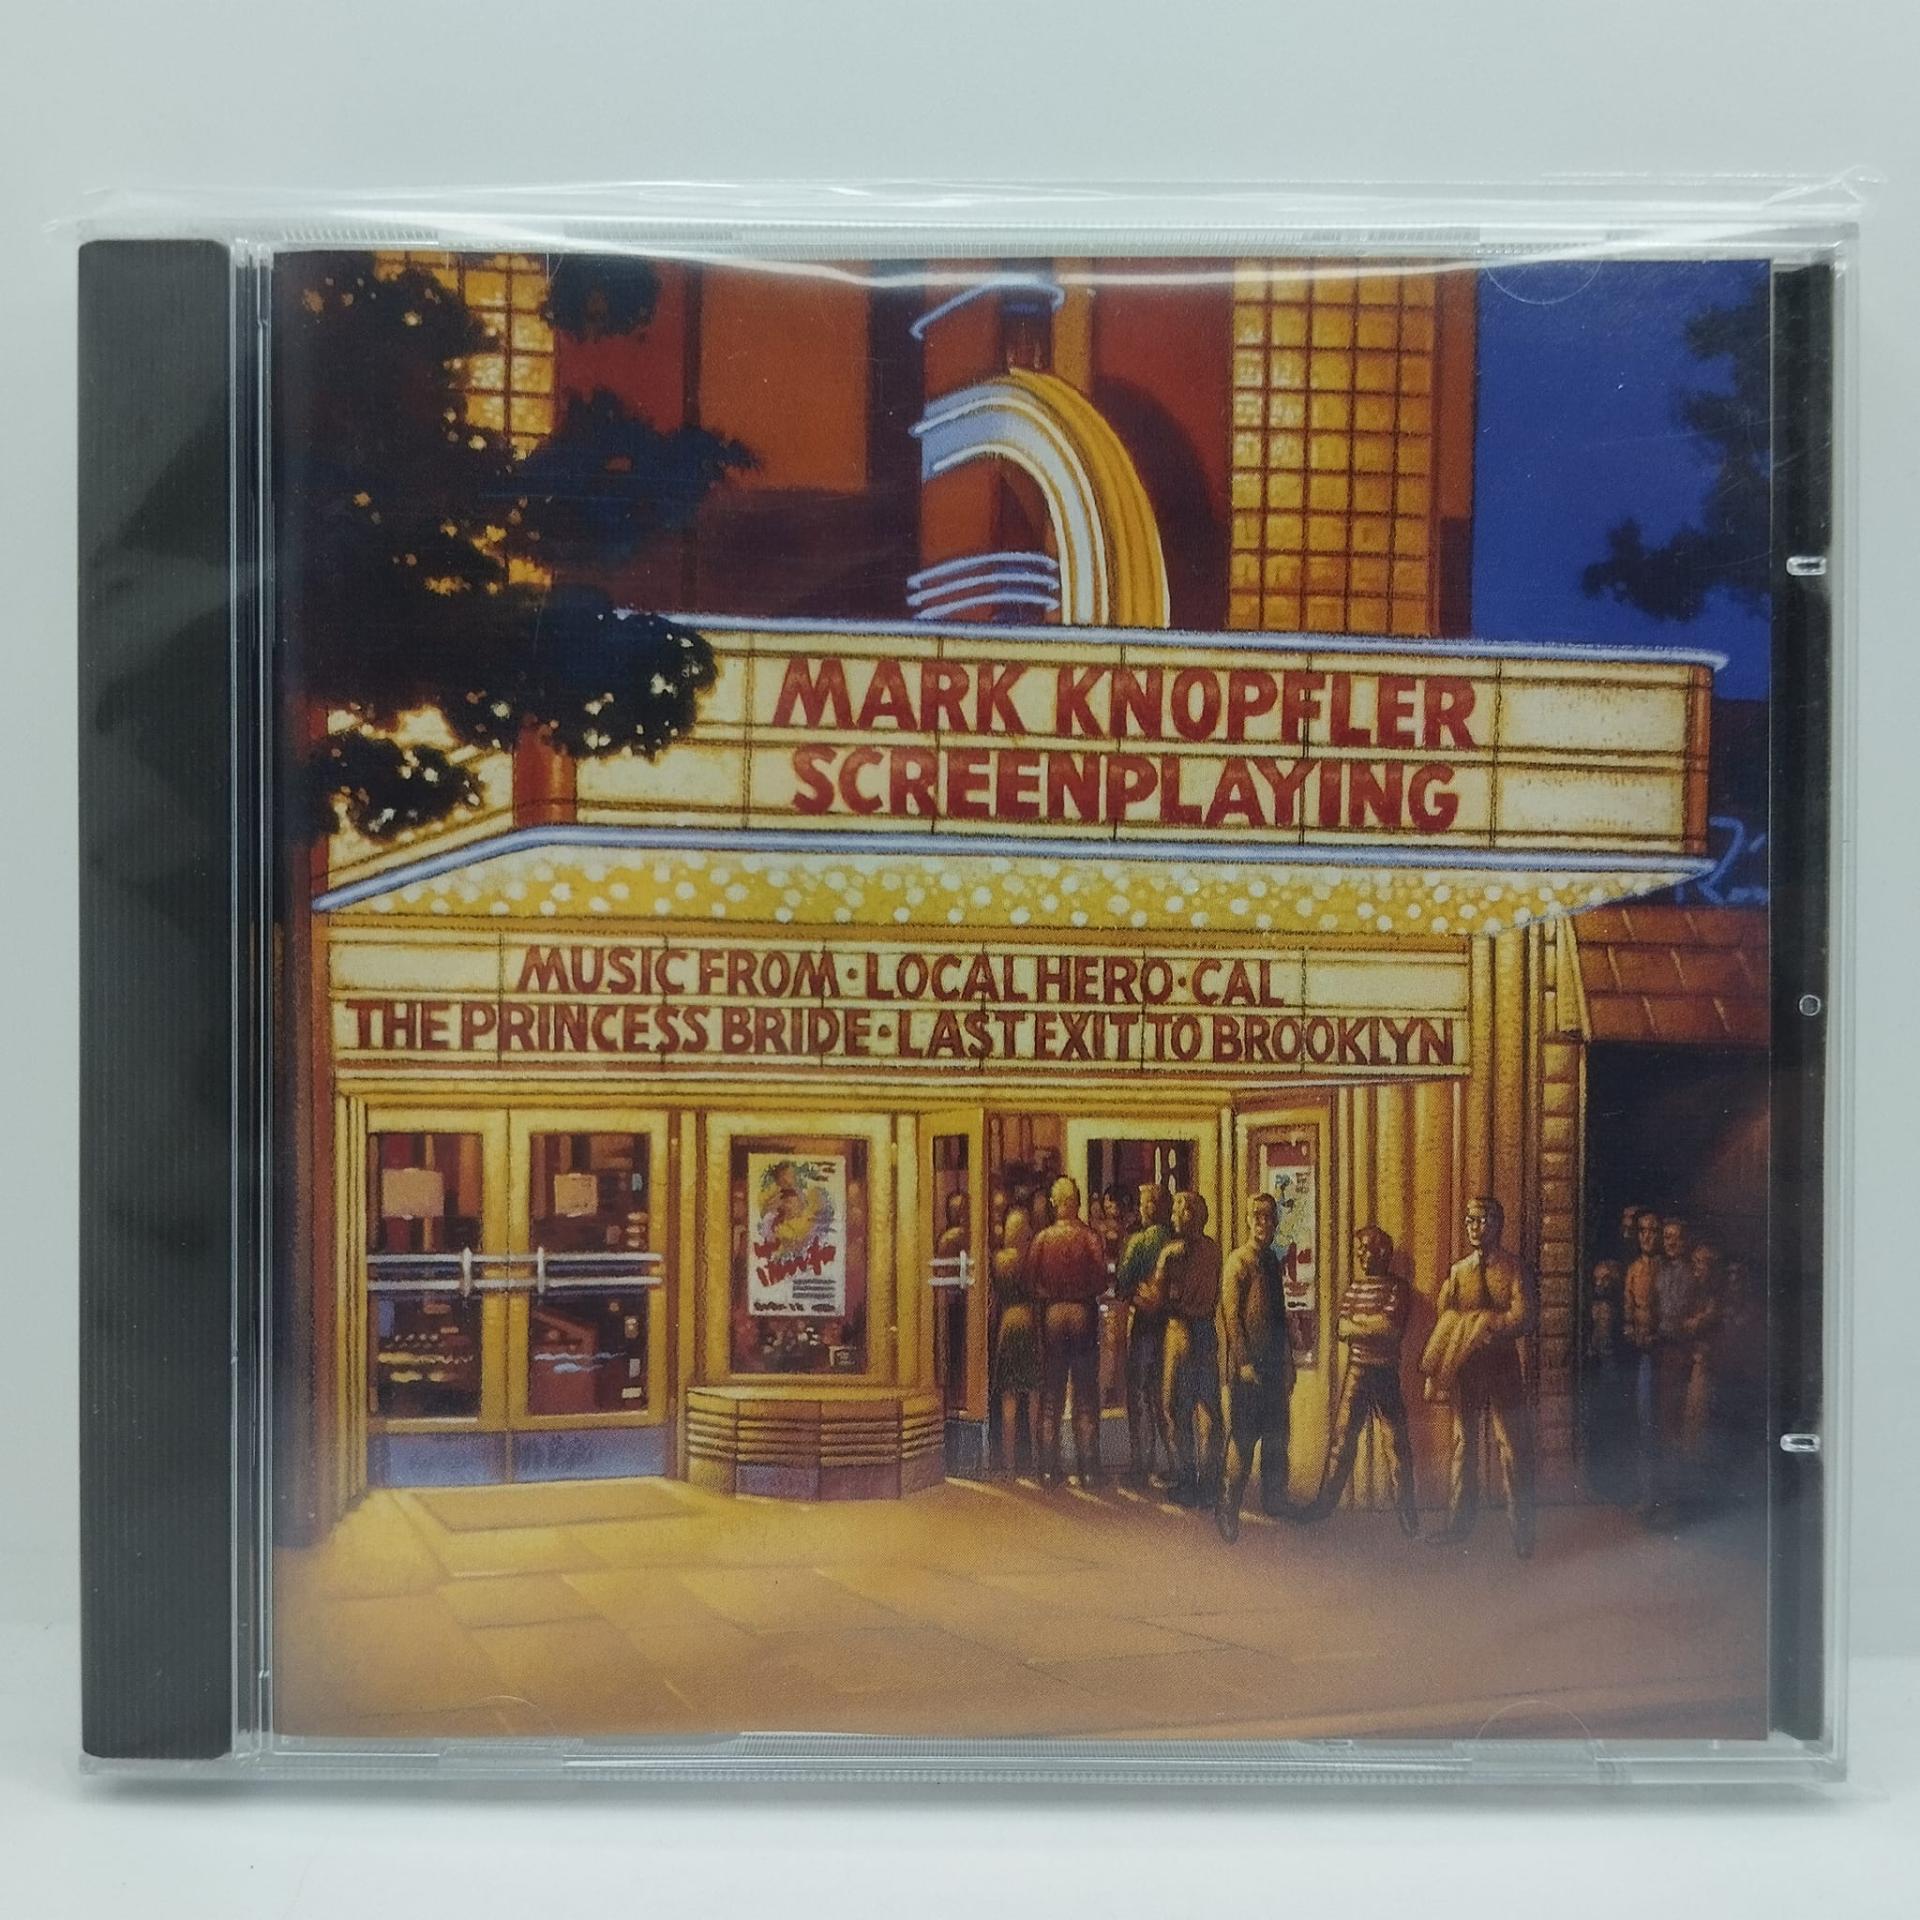 MARK KNOPFLER
SCREENPLAYING
MUSIC FROM · LOCAL HERO · CAL
THE PRINCESS BRIDE · LAST EXIT TO BROOKLYN